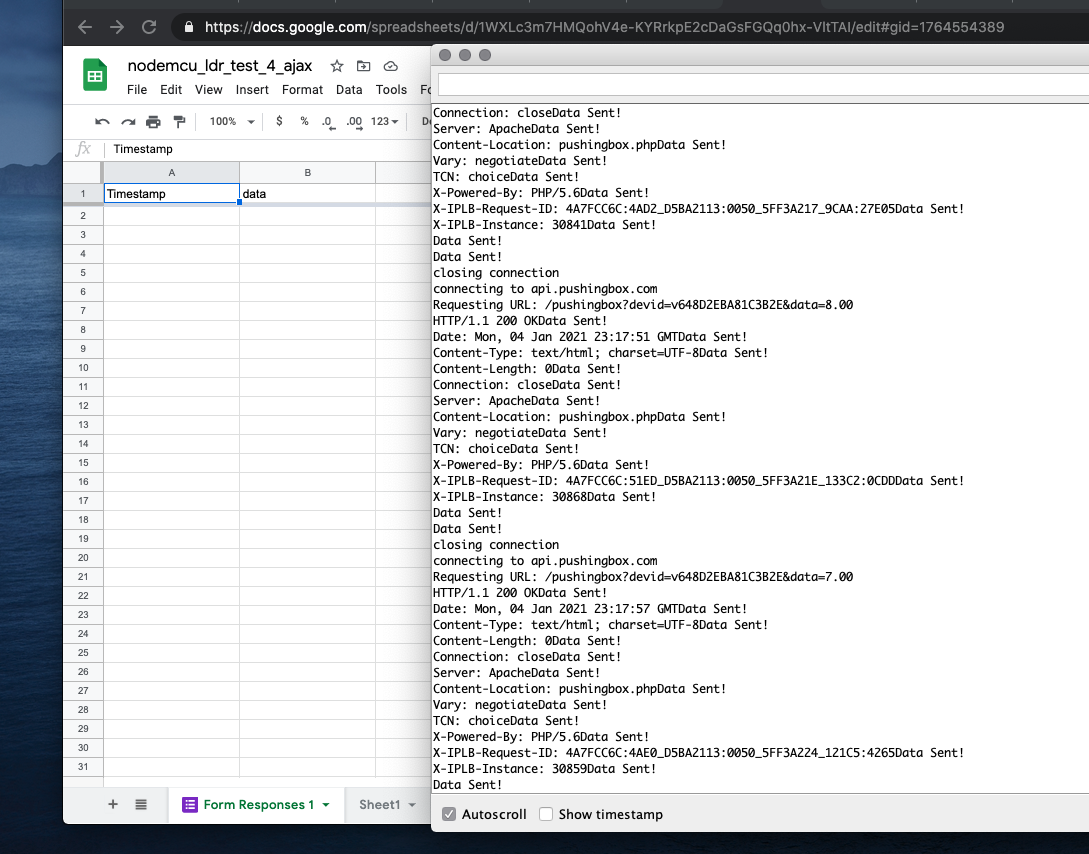 https://docs.google.com/spreadsheets/d/1WXLc3m7HMQohV4e-KYRrkpE2cDaGsFGQq0hx-VItTAI/edit#gid=1764554389
nodemcu_ldr_test_4_ajax
File Edit View Insert Format Data Tools Fo
100% $ % .0 .00 123 De
fx Timestamp
A B
1 Timestamp data
2
3
4
5
6
7
8
9
10
11
12
13
14
15
16
17
18
19
20
21
22
23
24
25
26
27
28
29
30
31
Form Responses 1 Sheet1
Connection: closeData Sent!
Server: ApacheData Sent!
Content-Location: pushingbox.phpData Sent!
Vary: negotiateData Sent!
TCN: choiceData Sent!
X-Powered-By: PHP/5.6Data Sent!
X-IPLB-Request-ID: 4A7FCC6C:4AD2_D5BA2113:0050_5FF3A217_9CAA:27E05Data Sent!
X-IPLB-Instance: 30841Data Sent!
Data Sent!
Data Sent!
closing connection
connecting to api.pushingbox.com
Requesting URL: /pushingbox?devid=v648D2EBA81C3B2E&data=8.00
HTTP/1.1 200 OKData Sent!
Date: Mon, 04 Jan 2021 23:17:51 GMTData Sent!
Content-Type: text/html; charset=UTF-8Data Sent!
Content-Length: 0Data Sent!
Connection: closeData Sent!
Server: ApacheData Sent!
Content-Location: pushingbox.phpData Sent!
Vary: negotiateData Sent!
TCN: choiceData Sent!
X-Powered-By: PHP/5.6Data Sent!
X-IPLB-Request-ID: 4A7FCC6C:51ED_D5BA2113:0050_5FF3A21E_133C2:0CDDData Sent!
X-IPLB-Instance: 30868Data Sent!
Data Sent!
Data Sent!
closing connection
connecting to api.pushingbox.com
Requesting URL: /pushingbox?devid=v648D2EBA81C3B2E&data=7.00
HTTP/1.1 200 OKData Sent!
Date: Mon, 04 Jan 2021 23:17:57 GMTData Sent!
Content-Type: text/html; charset=UTF-8Data Sent!
Content-Length: 0Data Sent!
Connection: closeData Sent!
Server: ApacheData Sent!
Content-Location: pushingbox.phpData Sent!
Vary: negotiateData Sent!
TCN: choiceData Sent!
X-Powered-By: PHP/5.6Data Sent!
X-IPLB-Request-ID: 4A7FCC6C:4AE0_D5BA2113:0050_5FF3A224_121C5:4265Data Sent!
X-IPLB-Instance: 30859Data Sent!
Data Sent!
Autoscroll Show timestamp